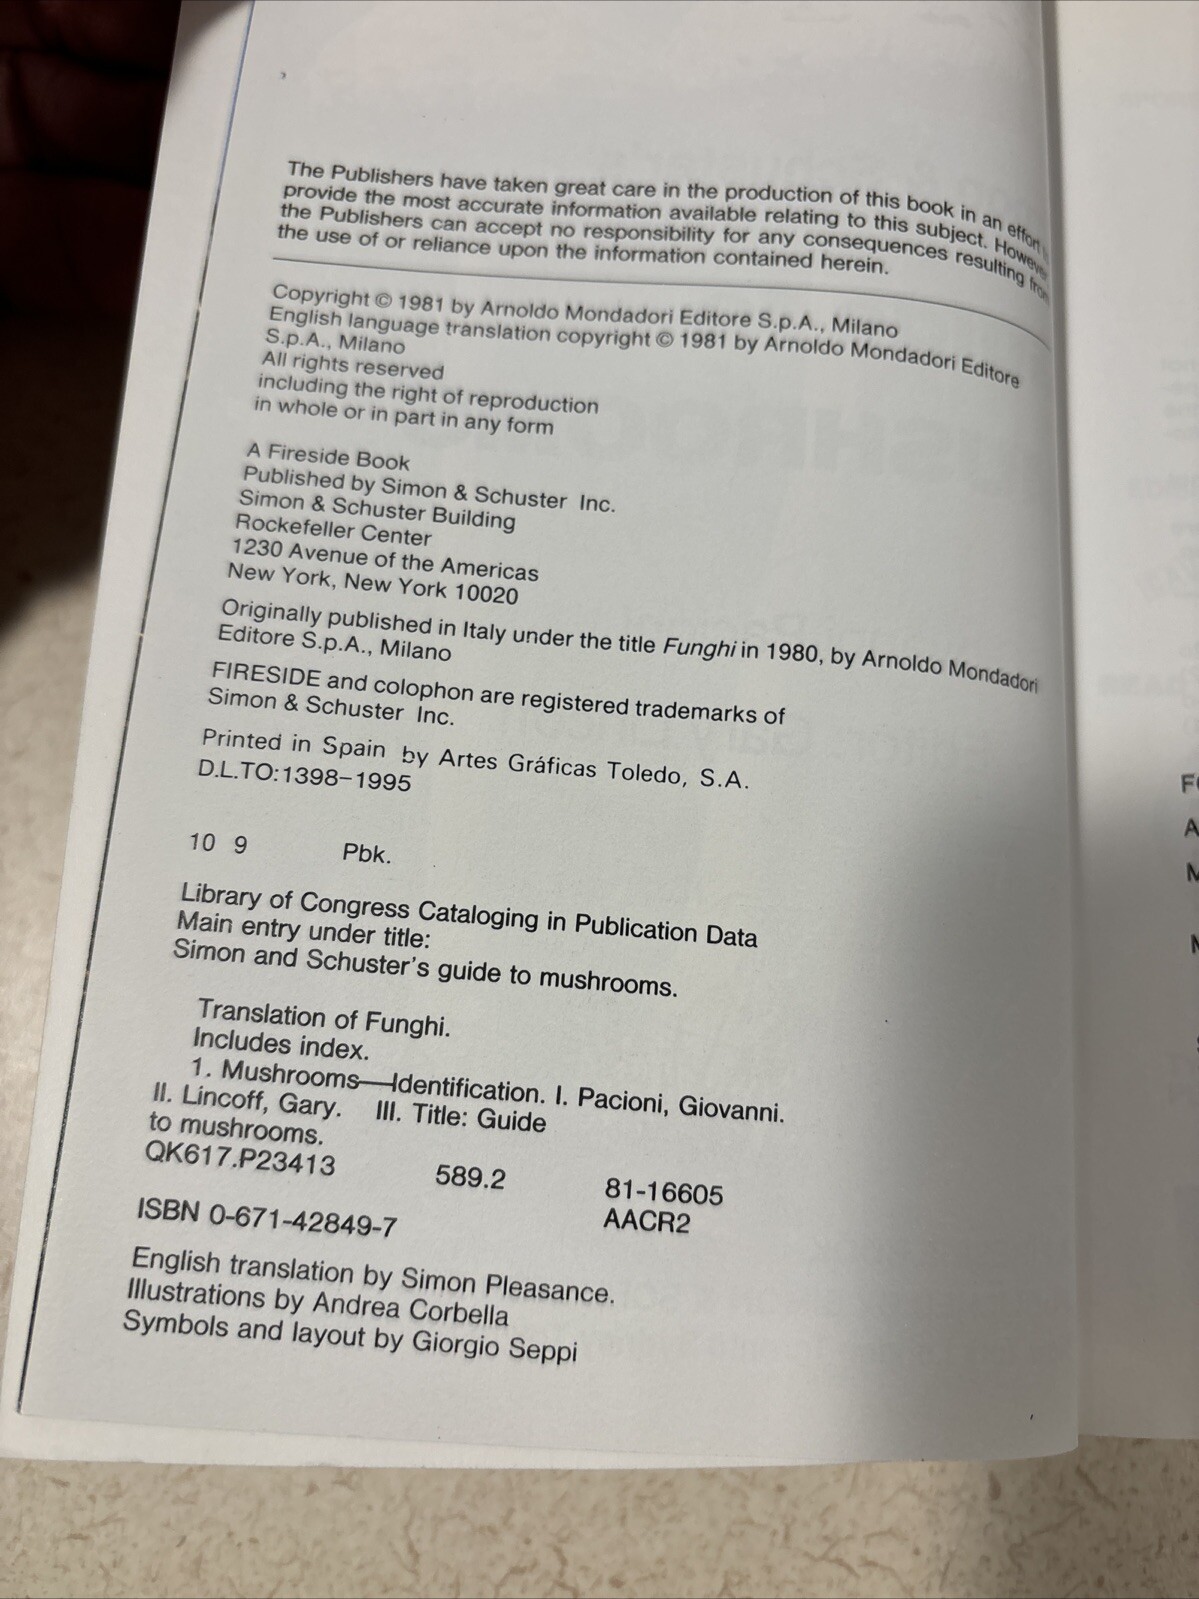 The Publishers have taken great care in the production of this book in an effort
provide the most accurate information available relating to this subject. However
the Publishers can accept no responsibility for any consequences resulting from
the use of or reliance upon the information contained herein.
Copyright © 1981 by Arnoldo Mondadori Editore S.p.A., Milano
English language translation copyright © 1981 by Arnoldo Mondadori Editore
S.p.A., Milano
All rights reserved
including the right of reproduction
in whole or in part in any form
A Fireside Book
Published by Simon & Schuster Inc.
Simon & Schuster Building
Rockefeller Center
1230 Avenue of the Americas
New York, New York 10020
Originally published in Italy under the title Funghi in 1980, by Arnoldo Mondadori
Editore S.p.A., Milano
FIRESIDE and colophon are registered trademarks of
Simon & Schuster Inc.
Printed in Spain by Artes Gráficas Toledo, S.A.
D.L.TO:1398–1995
10 9 Pbk.
Library of Congress Cataloging in Publication Data
Main entry under title:
Simon and Schuster's guide to mushrooms.
Translation of Funghi.
Includes index.
1. Mushrooms—Identification. I. Pacioni, Giovanni.
II. Lincoff, Gary. III. Title: Guide
to mushrooms.
QK617.P23413 589.2 81-16605
AACR2
ISBN 0-671-42849-7
English translation by Simon Pleasance.
Illustrations by Andrea Corbella
Symbols and layout by Giorgio Seppi